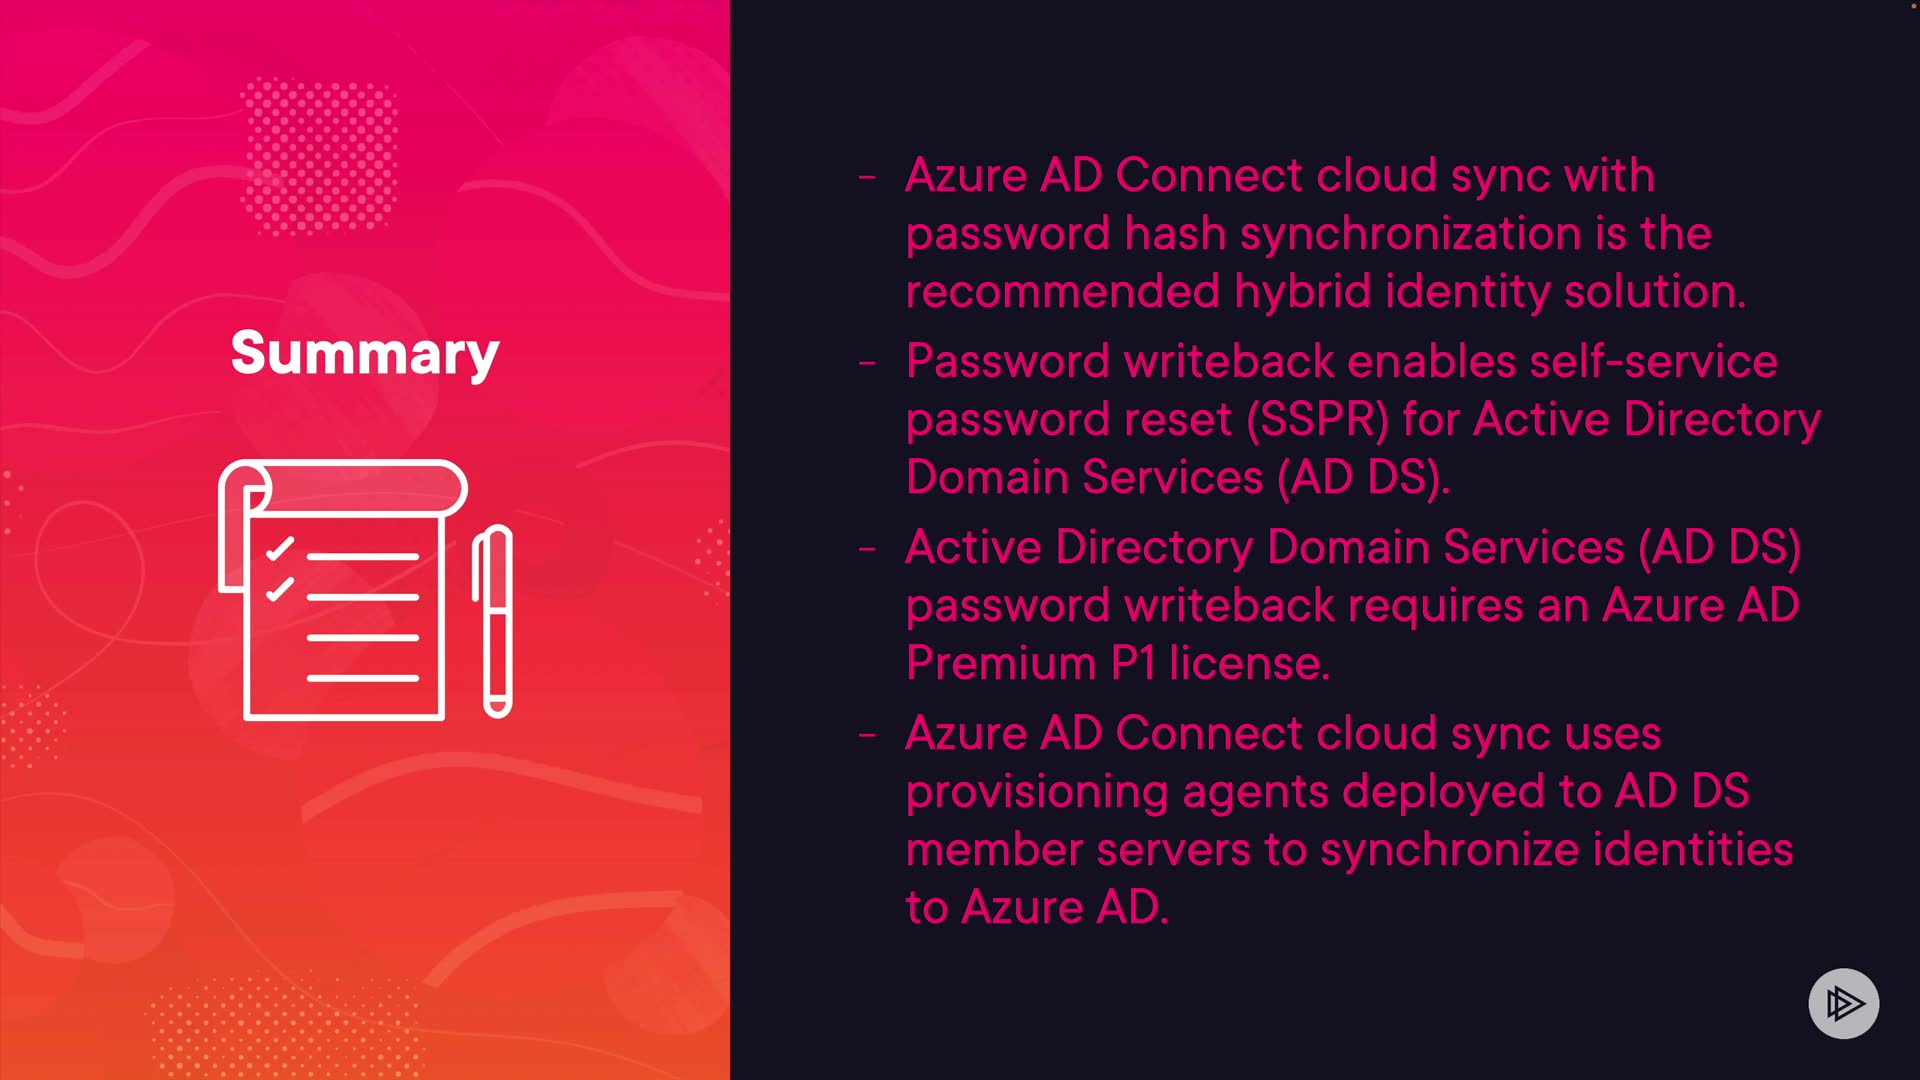 Summary
- Azure AD Connect cloud sync with
password hash synchronization is the
recommended hybrid identity solution.
- Password writeback enables self-service
password reset (SSPR) for Active Directory
Domain Services (AD DS).
- Active Directory Domain Services (AD DS)
password writeback requires an Azure AD
Premium P1 license.
- Azure AD Connect cloud sync uses
provisioning agents deployed to AD DS
member servers to synchronize identities
to Azure AD.